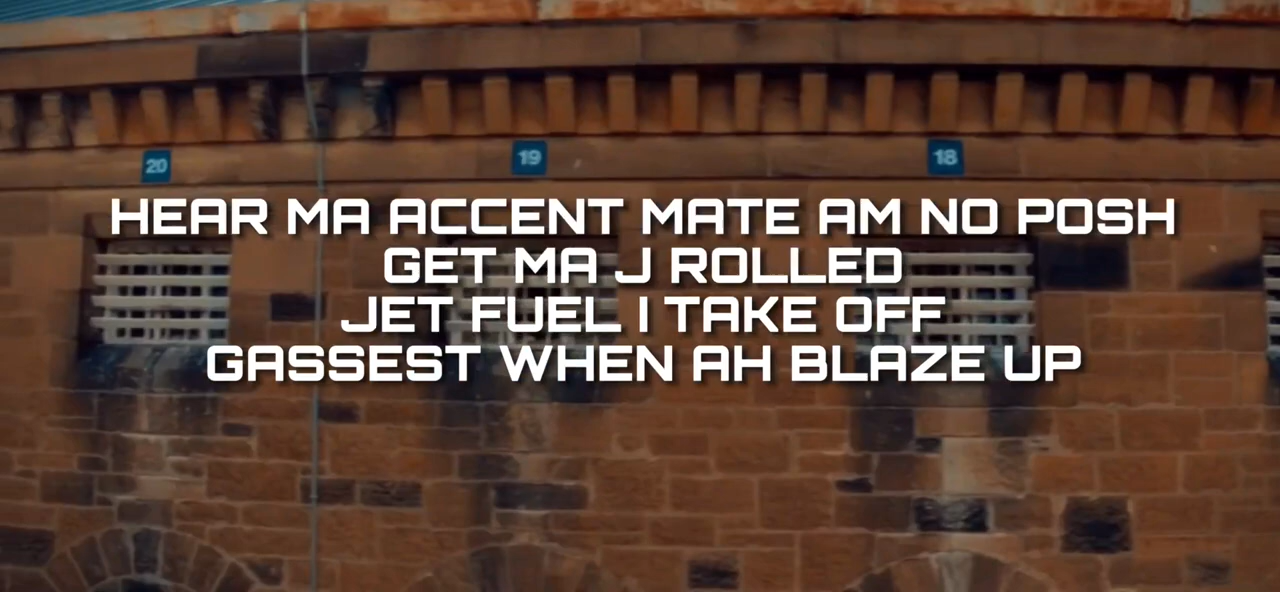 20
19
18
HEAR MA ACCENT MATE AM NO POSH
GET MA J ROLLED
JET FUEL I TAKE OFF
GASSEST WHEN AH BLAZE UP